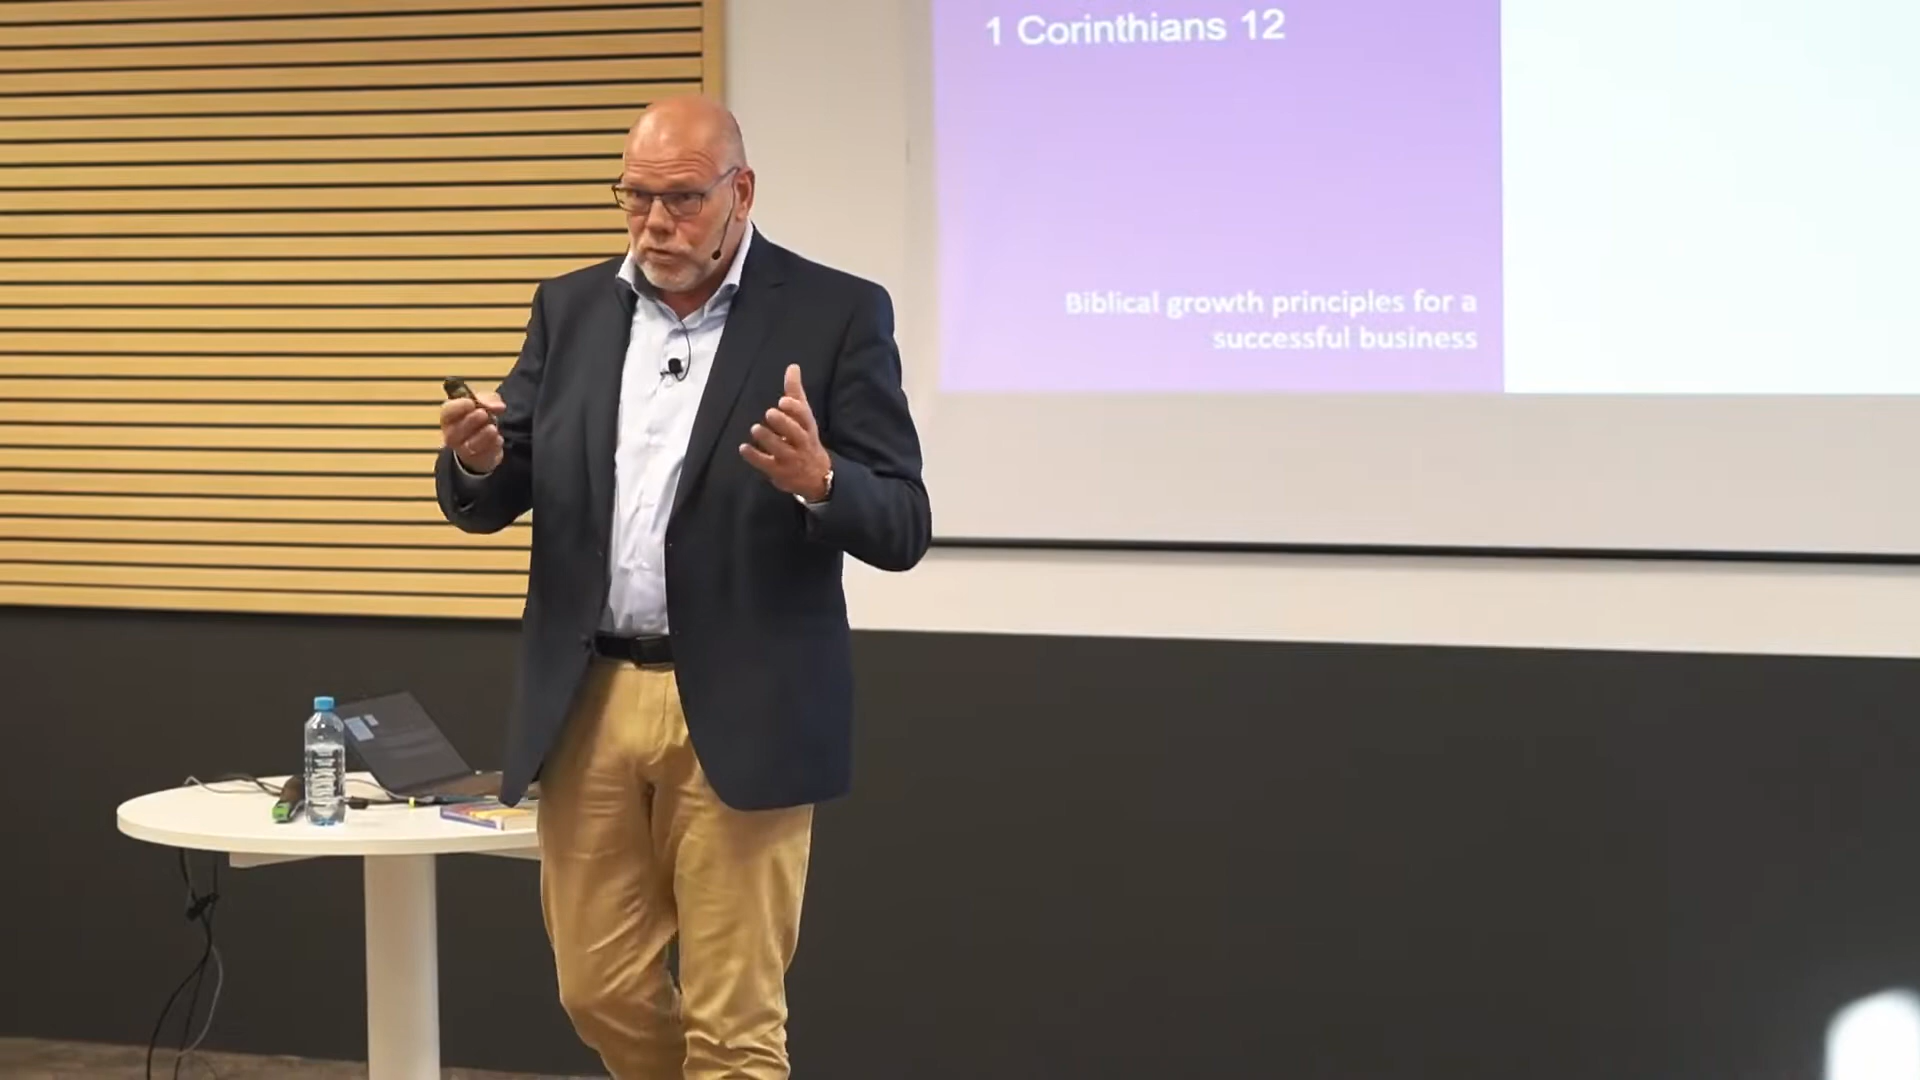 1 Corinthians 12
Biblical growth principles for a
successful business